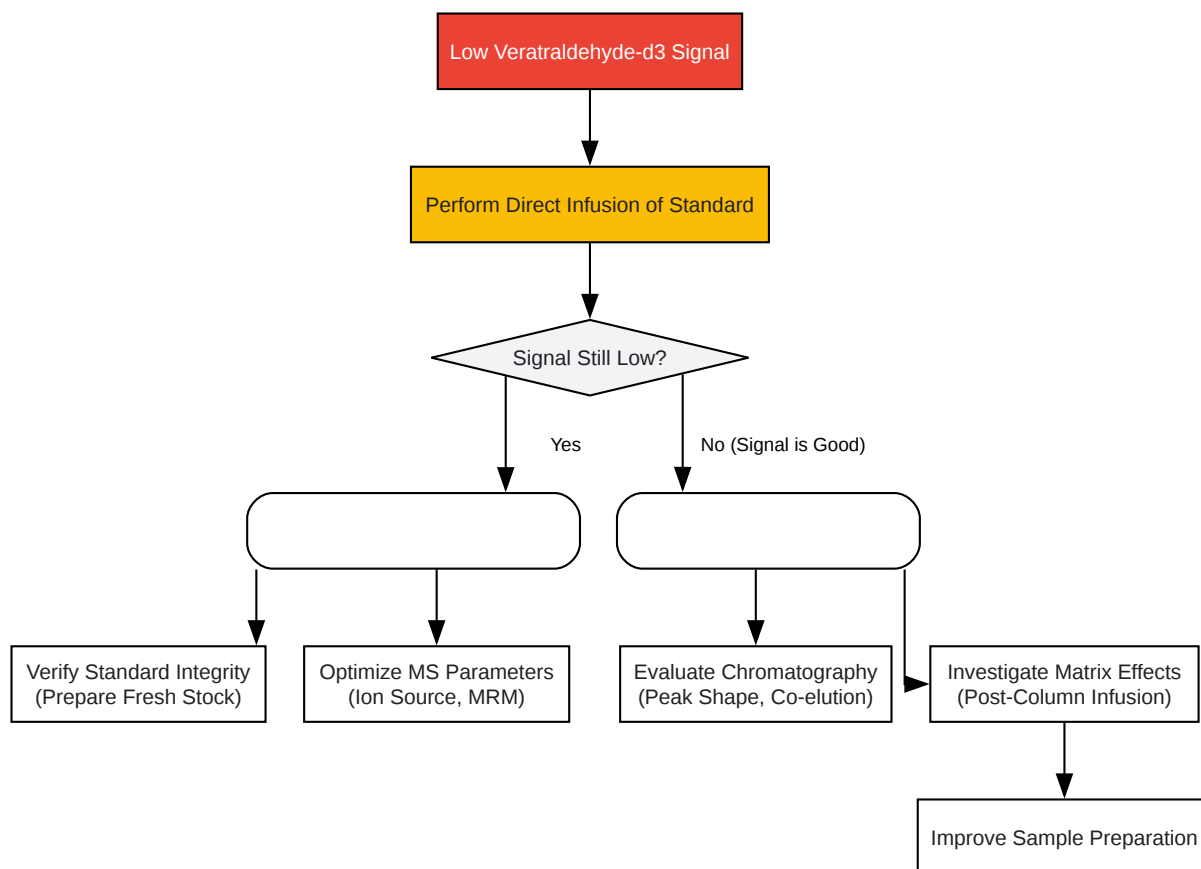 Low Veratraldehyde-d3 Signal
Perform Direct Infusion of Standard
Signal Still Low?
Yes
No (Signal is Good)
Verify Standard Integrity
(Prepare Fresh Stock)
Optimize MS Parameters
(Ion Source, MRM)
Evaluate Chromatography
(Peak Shape, Co-elution)
Investigate Matrix Effects
(Post-Column Infusion)
Improve Sample Preparation